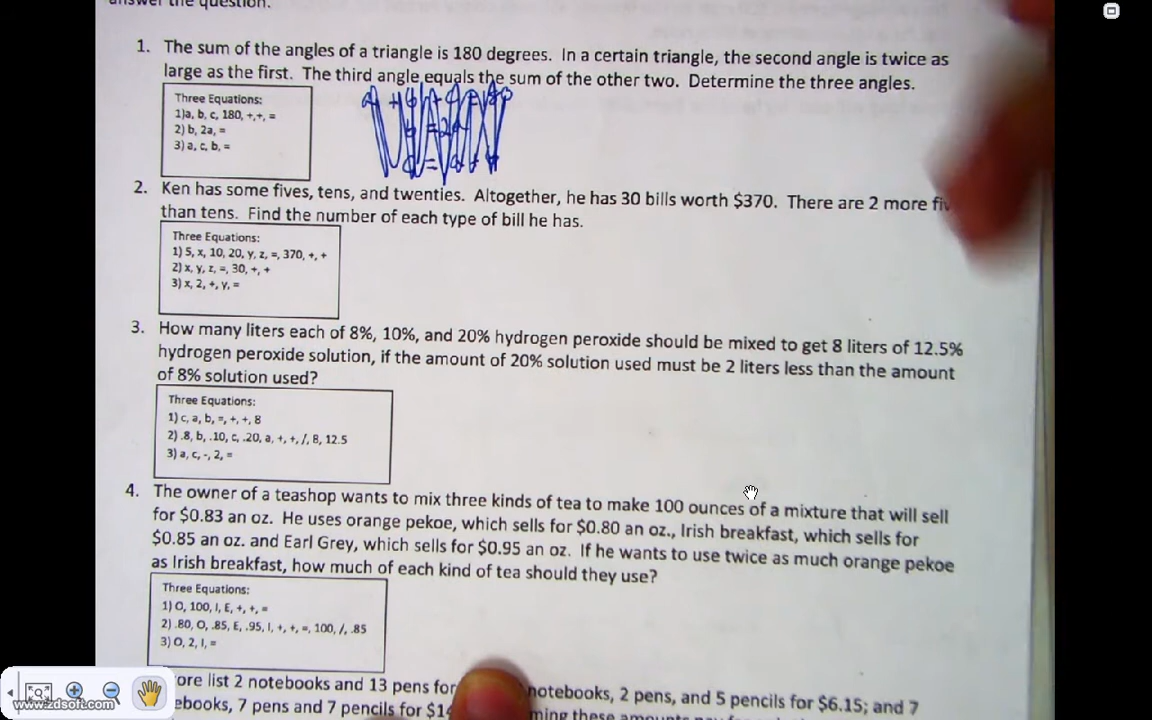 answer the question.
1. The sum of the angles of a triangle is 180 degrees. In a certain triangle, the second angle is twice as
large as the first. The third angle equals the sum of the other two. Determine the three angles.
Three Equations:
1)a, b, c, 180, +,+, =
2) b, 2a, =
3) a, c, b, =
2. Ken has some fives, tens, and twenties. Altogether, he has 30 bills worth $370. There are 2 more
than tens. Find the number of each type of bill he has.
Three Equations:
1) 5, x, 10, 20, y, z, =, 370, +, +
2) x, y, z, =, 30, +, +
3) x, 2, +, y, =
3. How many liters each of 8%, 10%, and 20% hydrogen peroxide should be mixed to get 8 liters of 12.5%
hydrogen peroxide solution, if the amount of 20% solution used must be 2 liters less than the amount
of 8% solution used?
Three Equations:
1) c, a, b, =, +, +, 8
2) .8, b, .10, c, .20, a, +, +, /, 8, 12.5
3) a, c, -, 2, =
4. The owner of a teashop wants to mix three kinds of tea to make 100 ounces of a mixture that will sell
for $0.83 an oz. He uses orange pekoe, which sells for $0.80 an oz., Irish breakfast, which sells for
$0.85 an oz. and Earl Grey, which sells for $0.95 an oz. If he wants to use twice as much orange pekoe
as Irish breakfast, how much of each kind of tea should they use?
Three Equations:
1) O, 100, I, E, +, +, =
2) .80, O, .85, E, .95, I, +, +, =, 100, /, .85
3) O, 2, I, =
list 2 notebooks and 13 pens for notebooks, 2 pens, and 5 pencils for $6.15; and 7
7 pens and 7 pencils for these amounts
www.zdsoft.com